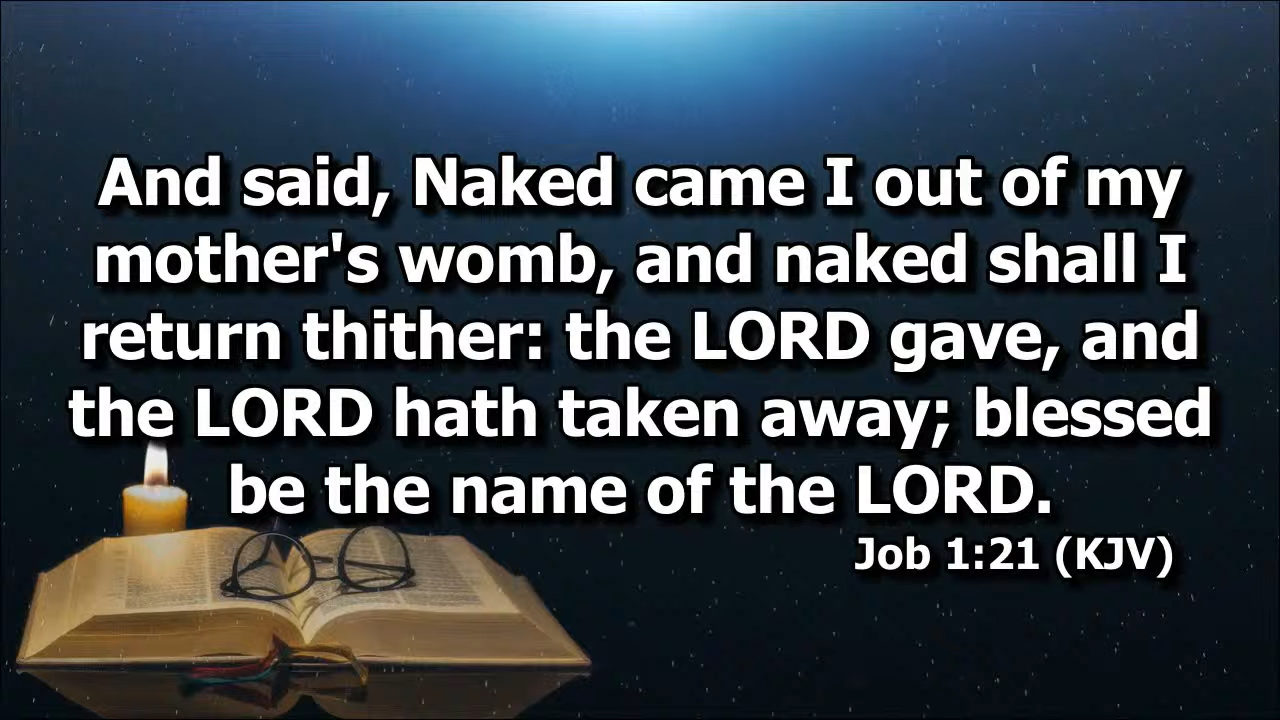 And said, Naked came I out of my
mother's womb, and naked shall I
return thither: the LORD gave, and
the LORD hath taken away; blessed
be the name of the LORD.
Job 1:21 (KJV)